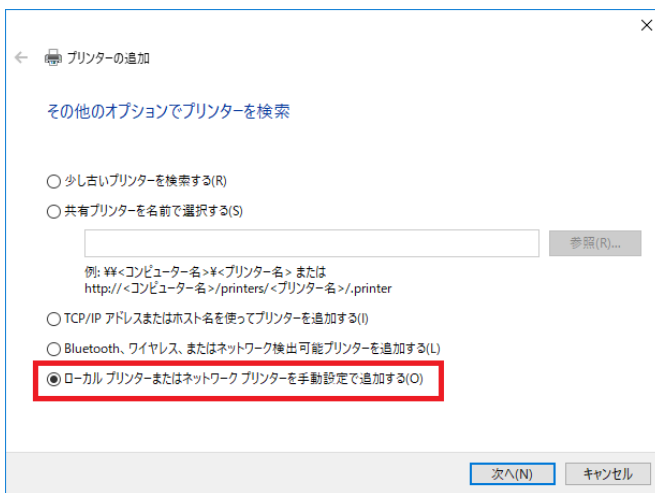 プリンターの追加
その他のオプションでプリンターを検索
少し古いプリンターを検索する(R)
共有プリンターを名前で選択する(S)
参照(R)...
例: ¥¥<コンピューター名>¥<プリンター名> または
http://<コンピューター名>/printers/<プリンター名>/.printer
TCP/IP アドレスまたはホスト名を使ってプリンターを追加する(I)
Bluetooth、ワイヤレス、またはネットワーク検出可能プリンターを追加する(L)
ローカル プリンターまたはネットワーク プリンターを手動設定で追加する(O)
次へ(N) キャンセル